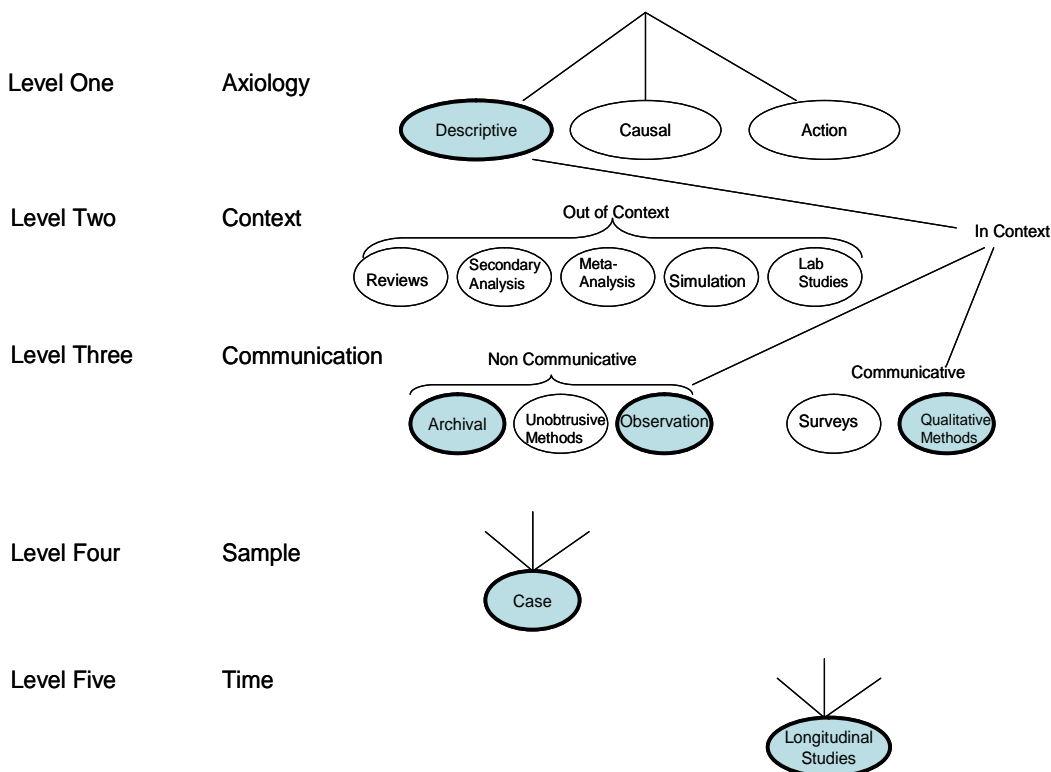 Level One
Axiology
Descriptive
Causal
Action
Level Two
Context
Out of Context
In Context
Reviews
Secondary
Analysis
Meta-
Analysis
Simulation
Lab
Studies
Level Three
Communication
Non Communicative
Communicative
Archival
Unobtrusive
Methods
Observation
Surveys
Qualitative
Methods
Level Four
Sample
Case
Level Five
Time
Longitudinal
Studies